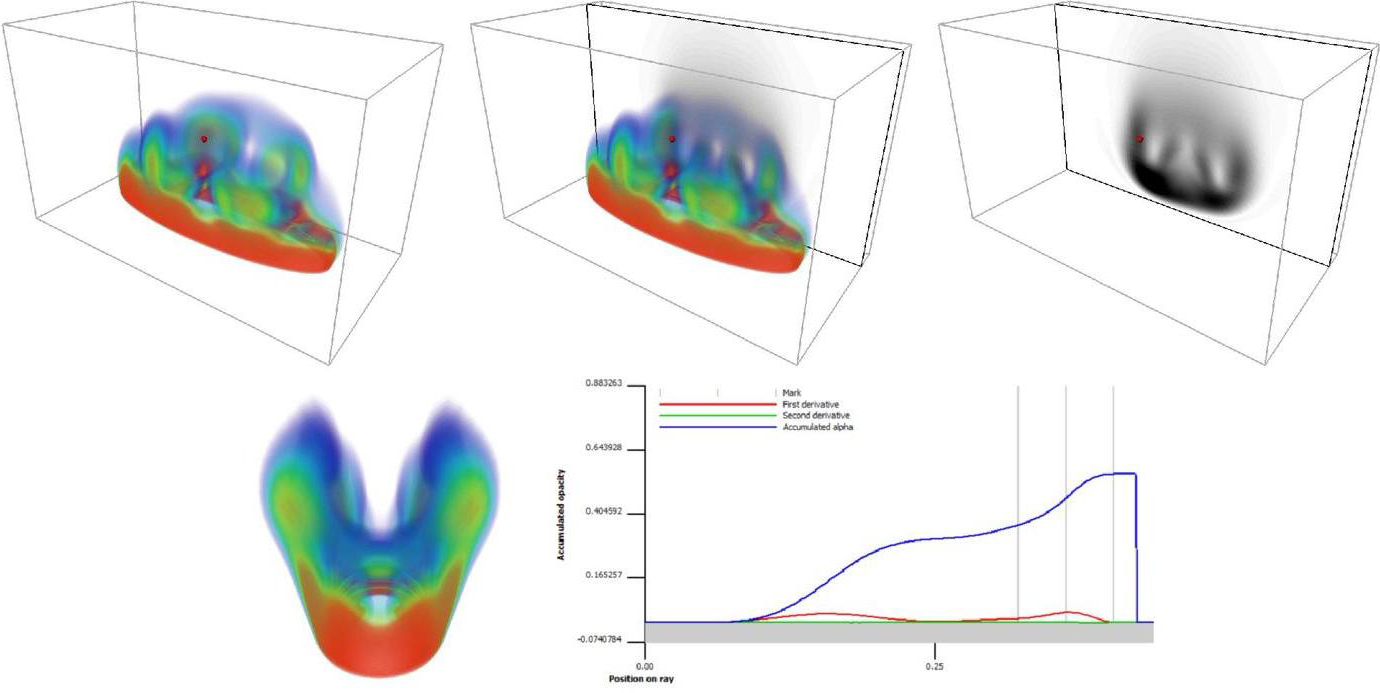 0.883263
0.643928
0.404592
0.165257
-0.0740784
Accumulated opacity
Mark
First derivative
Second derivative
Accumulated alpha
0.00
0.25
Position on ray